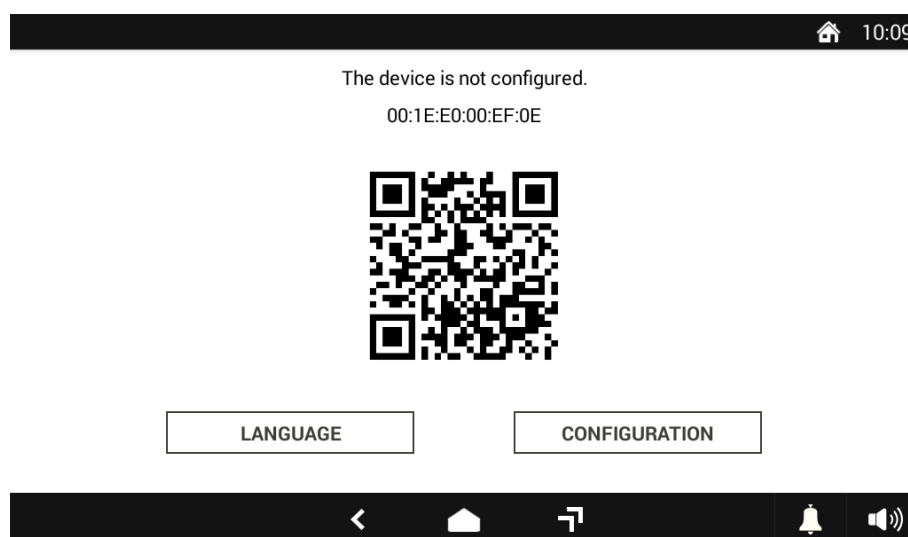 10:09
The device is not configured.
00:1E:E0:00:EF:0E
LANGUAGE
CONFIGURATION